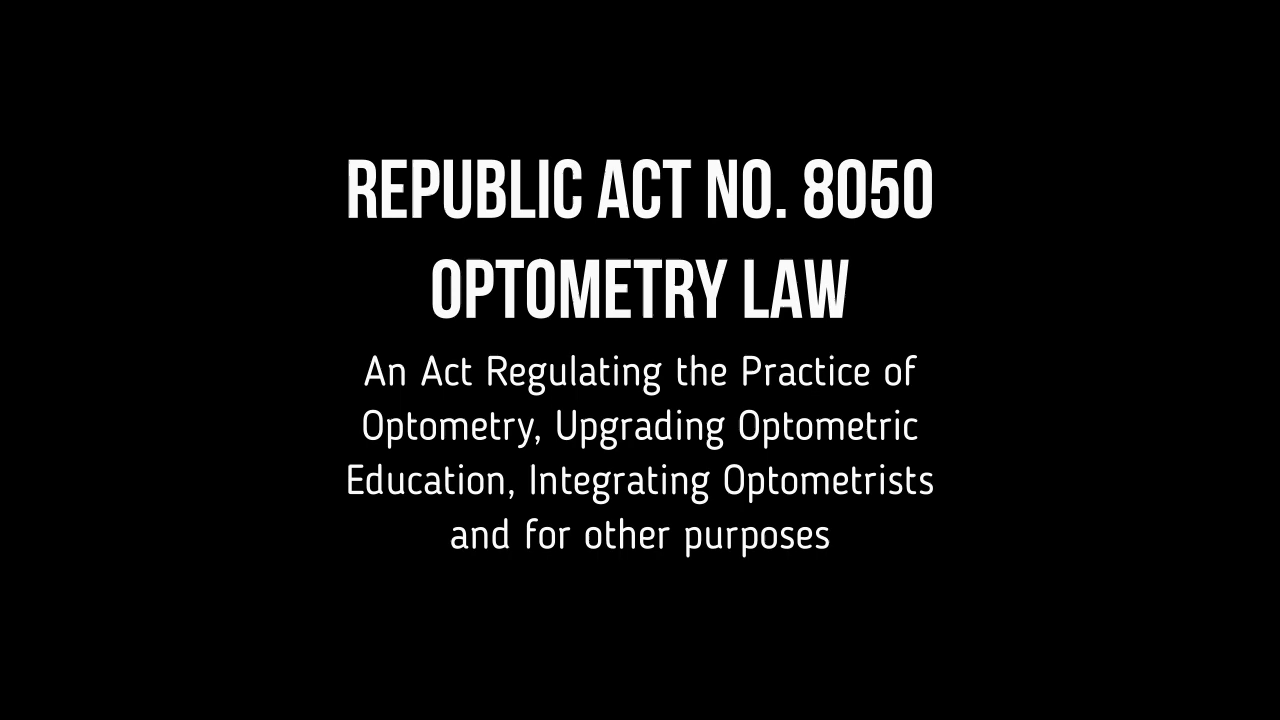 REPUBLIC ACT NO. 8050
OPTOMETRY LAW
An Act Regulating the Practice of
Optometry, Upgrading Optometric
Education, Integrating Optometrists
and for other purposes